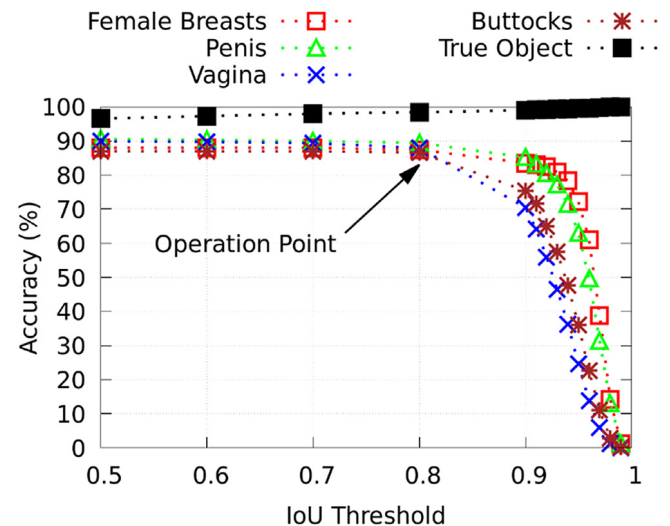 Female Breasts
Penis
Vagina
Buttocks
True Object
100
90
80
70
60
50
40
30
20
10
0
Accuracy (%)
Operation Point
0.5 0.6 0.7 0.8 0.9 1
IoU Threshold